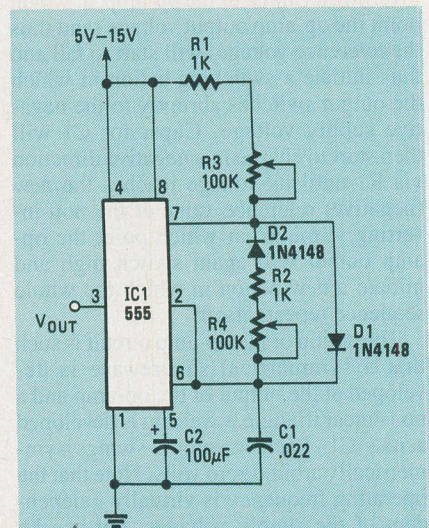 5V–15V
R1
1K
R3
100K
4
8
7
D2
1N4148
3
IC1
555
2
R2
1K
VOUT
R4
100K
D1
1N4148
6
1
5
+
C2
100µF
C1
.022